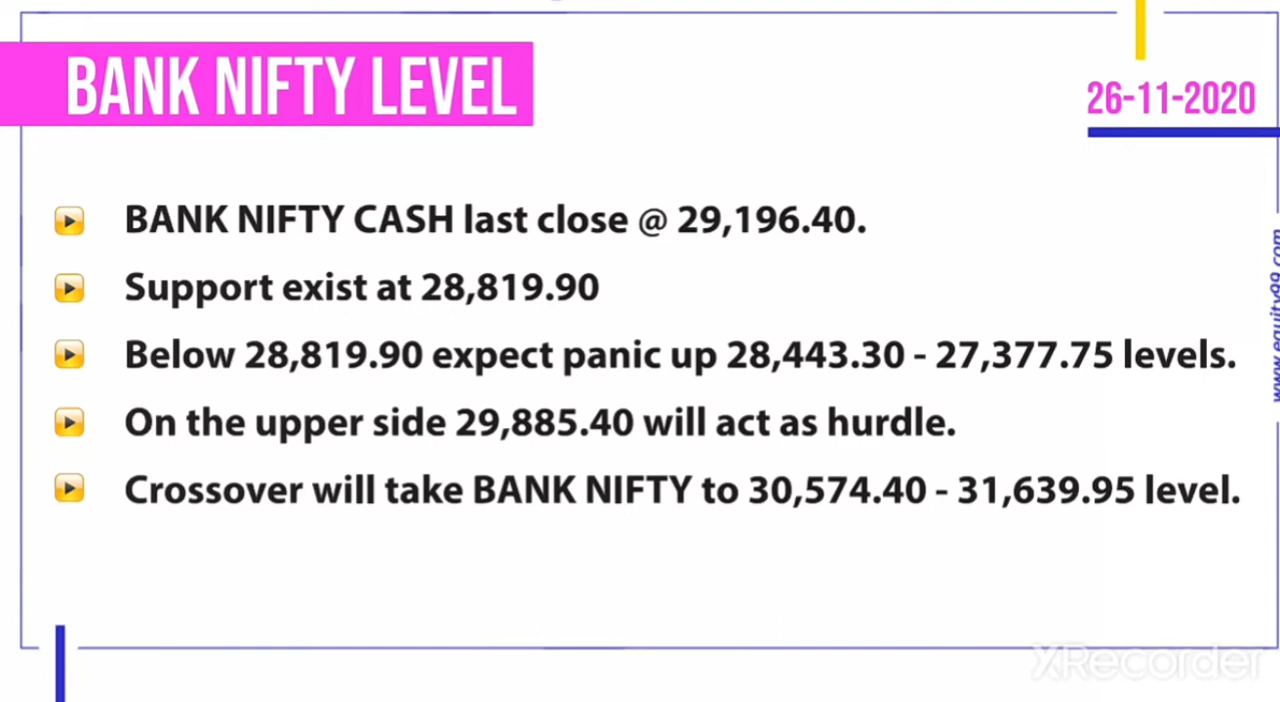 BANK NIFTY LEVEL
26-11-2020
BANK NIFTY CASH last close @ 29,196.40.
Support exist at 28,819.90
Below 28,819.90 expect panic up 28,443.30 - 27,377.75 levels.
On the upper side 29,885.40 will act as hurdle.
Crossover will take BANK NIFTY to 30,574.40 - 31,639.95 level.
www.equity99.com
XRecorder